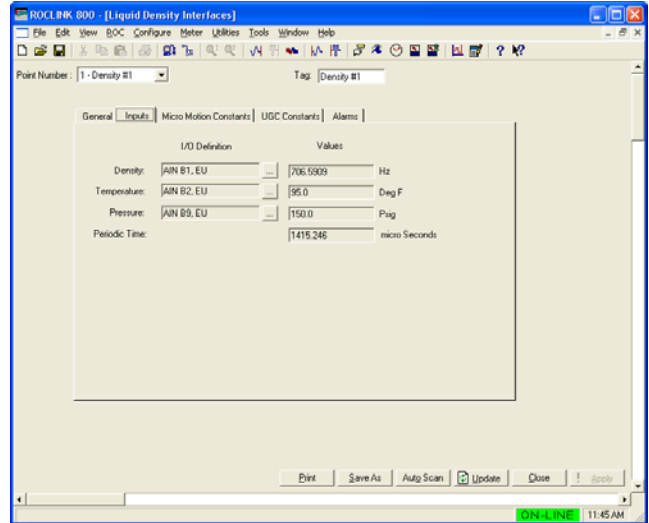 ROCLINK 800 - [Liquid Density Interfaces]
File Edit View ROC Configure Meter Utilities Tools Window Help
Point Number : 1 - Density #1 Tag: Density #1
General Inputs Micro Motion Constants UGC Constants Alarms
I/O Definition Values
Density: AIN B1, EU ... 706.5909 Hz
Temperature: AIN B2, EU ... 95.0 Deg F
Pressure: AIN B9, EU ... 150.0 Psig
Periodic Time: 1415.246 micro Seconds
Print Save As Auto Scan Update Close ! Apply
ON-LINE 11:45 AM